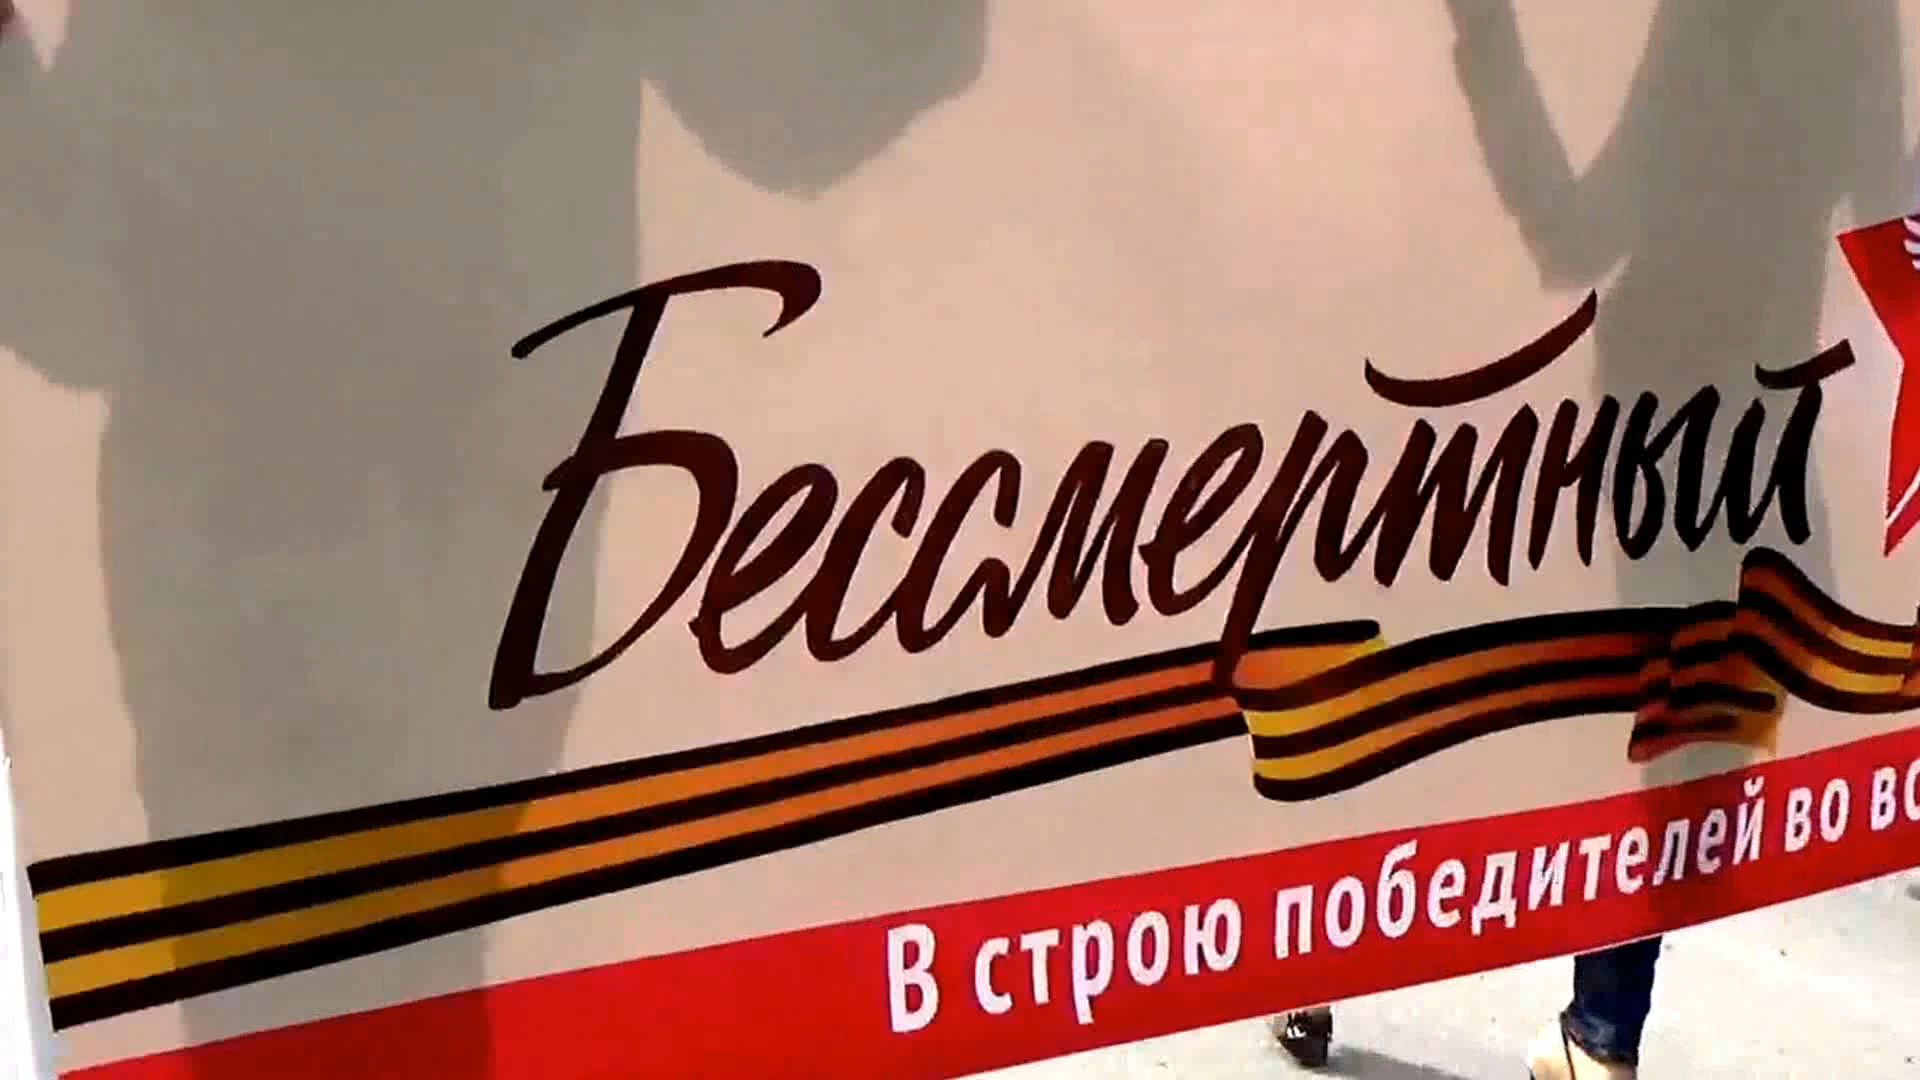 Бессмертный
В строю победителей во